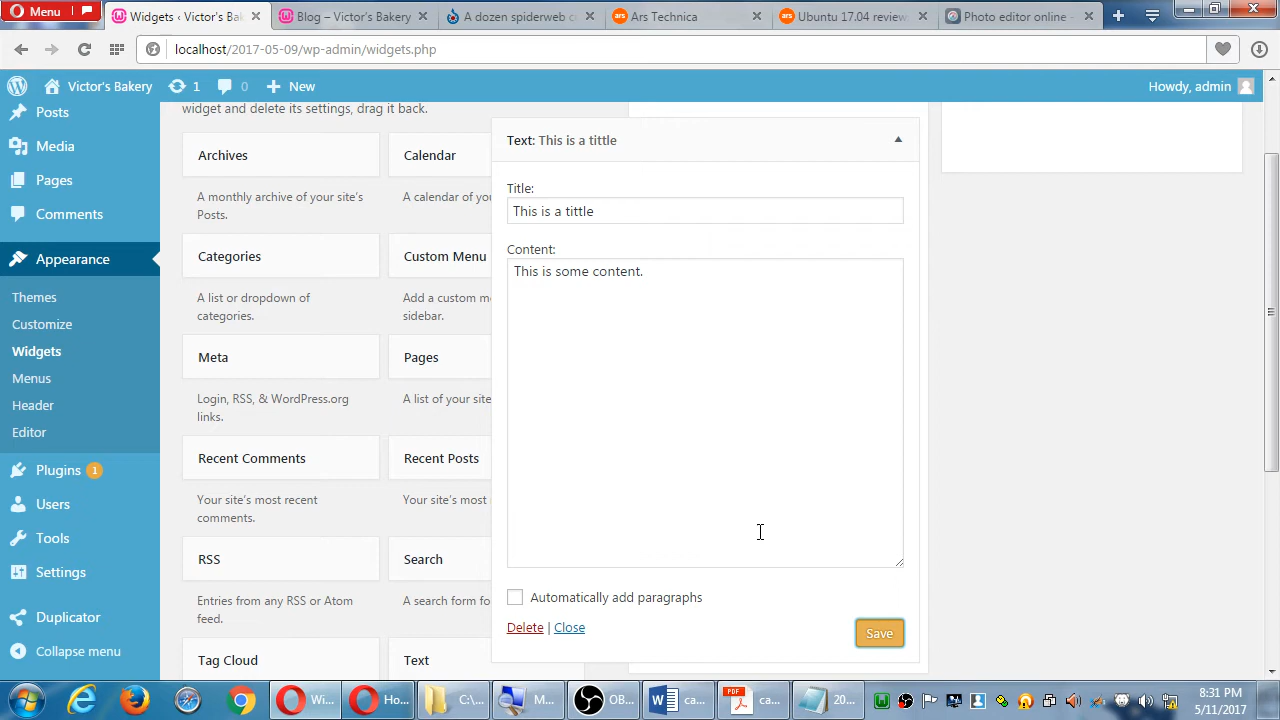 Menu
Widgets ‹ Victor's Bak
Blog – Victor's Bakery
A dozen spiderweb c
Ars Technica
Ubuntu 17.04 review
Photo editor online -
localhost/2017-05-09/wp-admin/widgets.php
Victor's Bakery
1
0
New
Howdy, admin
Posts
Media
Pages
Comments
Appearance
Themes
Customize
Widgets
Menus
Header
Editor
Plugins 1
Users
Tools
Settings
Duplicator
Collapse menu
widget and delete its settings, drag it back.
Archives
A monthly archive of your site's
Posts.
Calendar
A calendar of you
Categories
A list or dropdown of
categories.
Custom Menu
Add a custom m
sidebar.
Meta
Login, RSS, & WordPress.org
links.
Pages
A list of your site
Recent Comments
Your site's most recent
comments.
Recent Posts
Your site's most
RSS
Entries from any RSS or Atom
feed.
Search
A search form fo
Tag Cloud
Text
Text: This is a tittle
Title:
This is a tittle
Content:
This is some content.
Automatically add paragraphs
Delete | Close
Save
Wi...
Ho...
C:\...
M...
OB...
ca...
PDF
ca...
20...
8:31 PM
5/11/2017